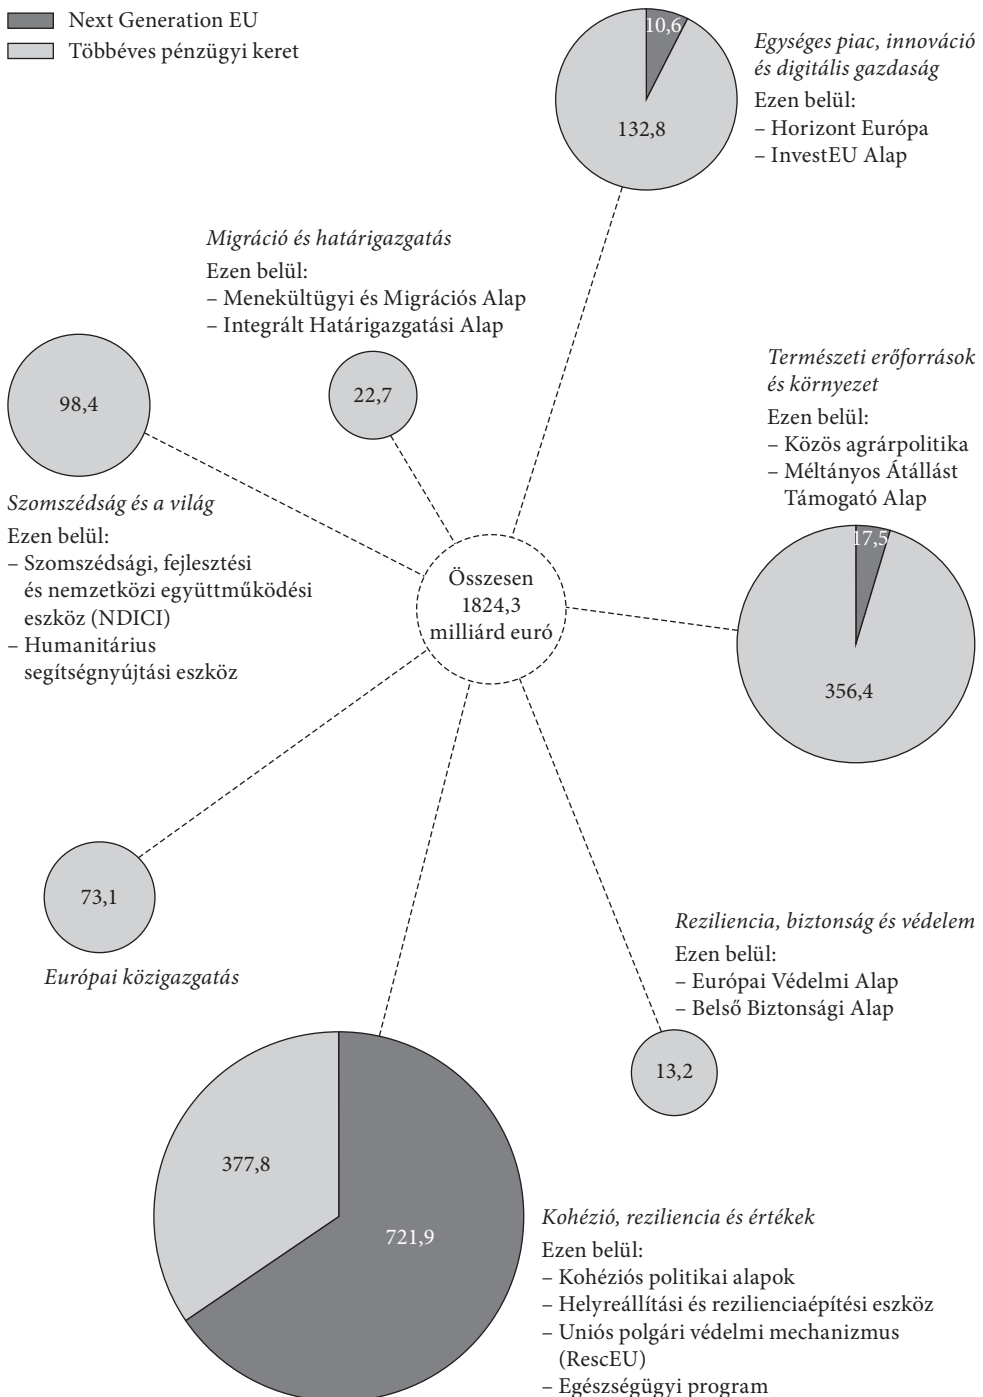 Next Generation EU
Többéves pénzügyi keret
10,6
132,8
Egységes piac, innováció
és digitális gazdaság
Ezen belül:
– Horizont Európa
– InvestEU Alap
Migráció és határigazgatás
Ezen belül:
– Menekültügyi és Migrációs Alap
– Integrált Határigazgatási Alap
22,7
98,4
Szomszédság és a világ
Ezen belül:
– Szomszédsági, fejlesztési
és nemzetközi együttműködési
eszköz (NDICI)
– Humanitárius
segítségnyújtási eszköz
Természeti erőforrások
és környezet
Ezen belül:
– Közös agrárpolitika
– Méltányos Átállást
Támogató Alap
17,5
356,4
Összesen
1824,3
milliárd euró
73,1
Európai közigazgatás
Reziliencia, biztonság és védelem
Ezen belül:
– Európai Védelmi Alap
– Belső Biztonsági Alap
13,2
377,8
721,9
Kohézió, reziliencia és értékek
Ezen belül:
– Kohéziós politikai alapok
– Helyreállítási és rezilienciaépítési eszköz
– Uniós polgári védelmi mechanizmus
(RescEU)
– Egészségügyi program